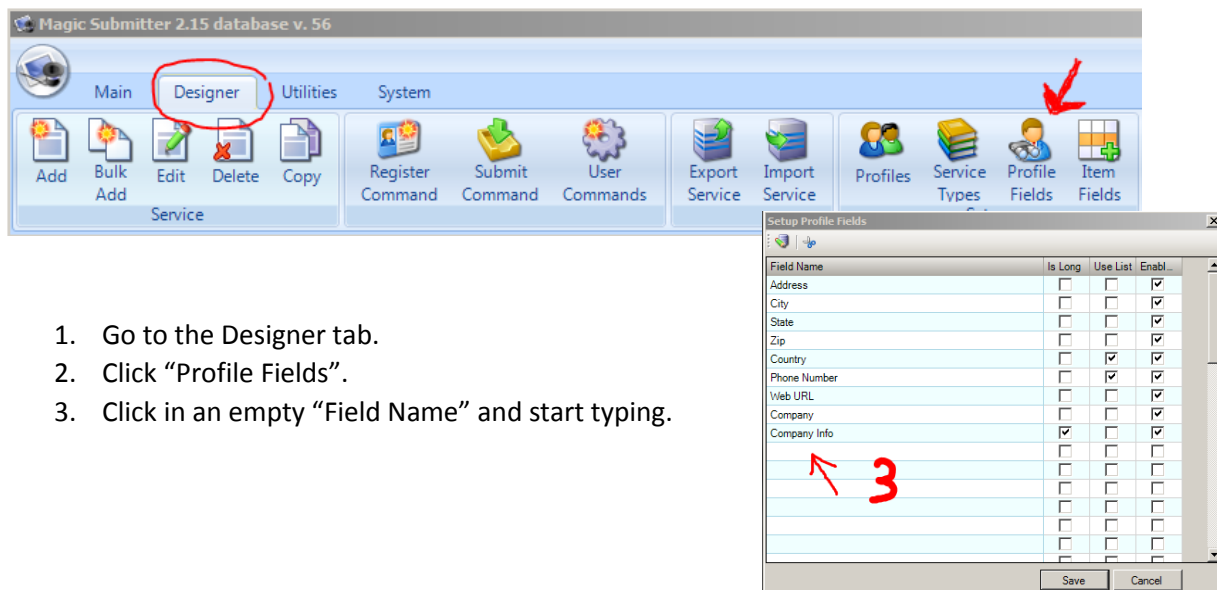 Magic Submitter 2.15 database v. 56
Main Designer Utilities System
Add Bulk Add Edit Delete Copy Register Command Submit Command User Commands Export Service Import Service Profiles Service Types Profile Fields Item Fields
Service
Setup Profile Fields
Field Name Is Long Use List Enabl...
Address
City
State
Zip
Country
Phone Number
Web URL
Company
Company Info
3
Save Cancel
1. Go to the Designer tab.
2. Click “Profile Fields”.
3. Click in an empty “Field Name” and start typing.